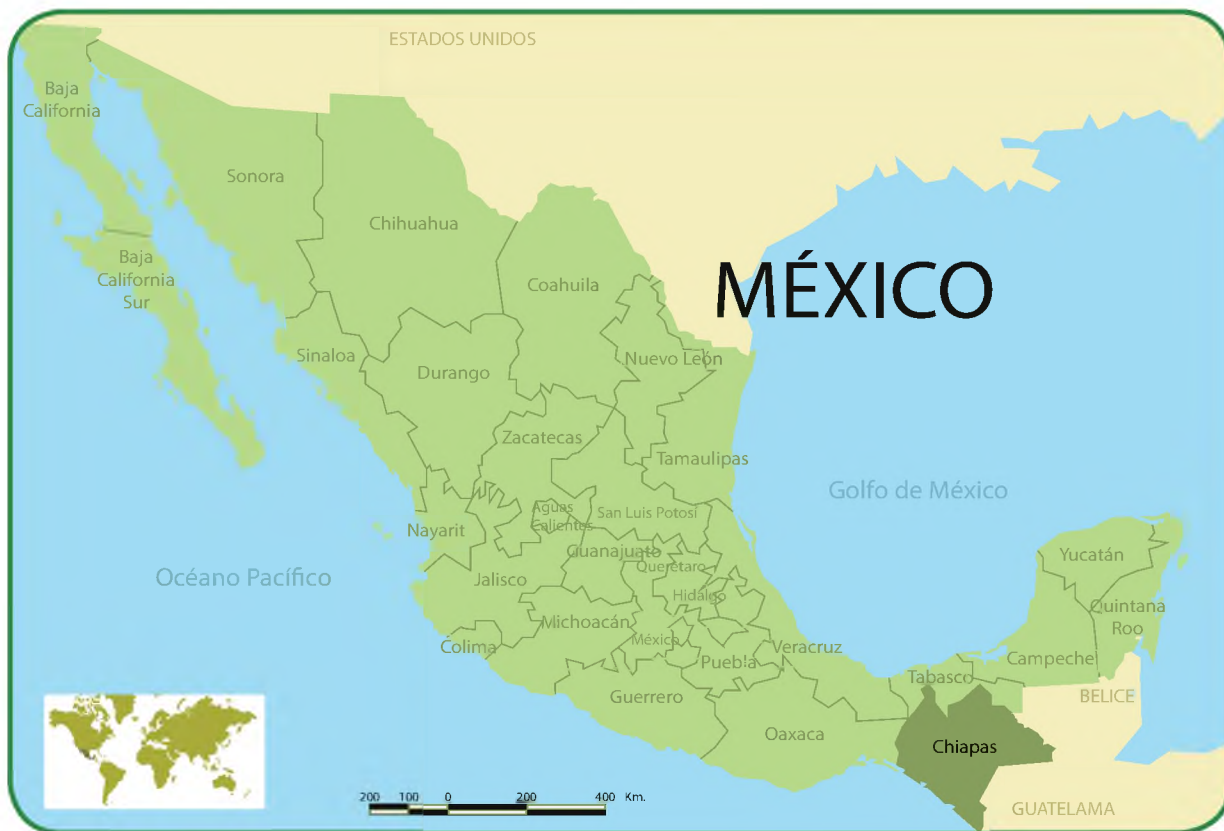 ESTADOS UNIDOS
Baja
California
Sonora
Chihuahua
Baja
California
Sur
Coahuila
MÉXICO
Sinaloa
Durango
Nuevo León
Zacatecas
Tamaulipas
Golfo de México
Nayarit
Aguas
Calientes
San Luis Potosí
Guanajuato
Querétaro
Yucatán
Océano Pacífico
Jalisco
Hidalgo
Quintana
Roo
Michoacán
México
Colima
Puebla
Veracruz
Campeche
Tabasco
Guerrero
BELICE
Oaxaca
Chiapas
200 100 0 200 400 Km.
GUATELAMA